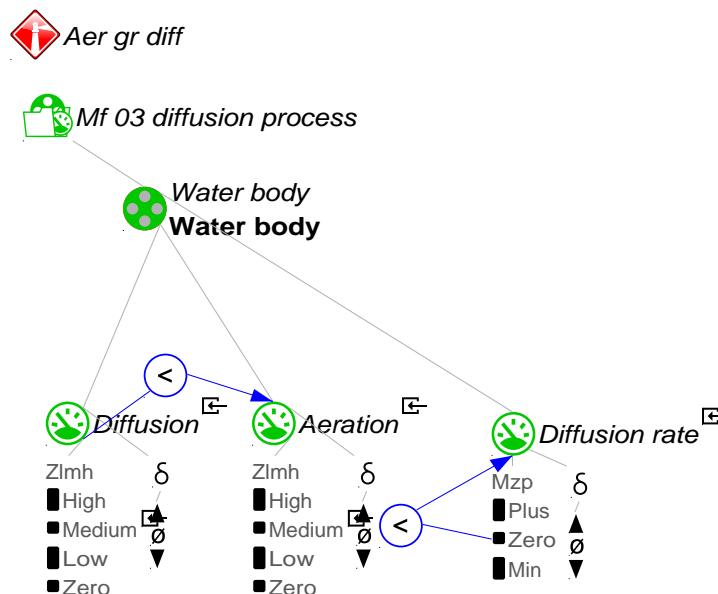 Aer gr diff
Mf 03 diffusion process
Water body
Water body
<
Diffusion
Aeration
Diffusion rate
Zlmh
δ
High
Medium
ø
Low
Zero
Zlmh
δ
High
Medium
ø
Low
Zero
<
Mzp
δ
Plus
Zero
ø
Min